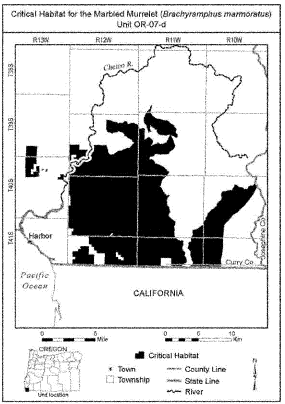 Critical Habitat for the Marbled Murrelet (Brachyramphus marmoratus)
Unit OR-07-d
R13W R12W R11W R10W
T38S
Chetco R.
T39S
T40S
T41S
Harbor
Josephine Co
Curry Co
Pacific
Ocean
CALIFORNIA
0 5
Mile
0 5 10
Km
OREGON
Unit location
Critical Habitat
Town
Township
County Line
State Line
River
N